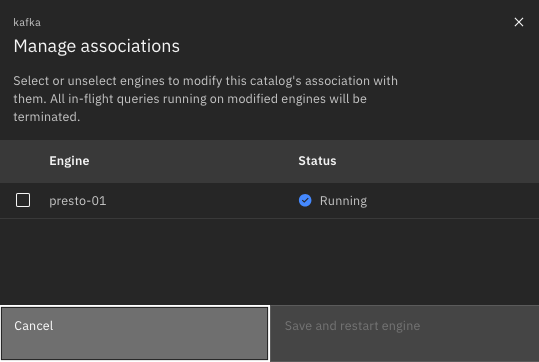 kafka
Manage associations
Select or unselect engines to modify this catalog's association with
them. All in-flight queries running on modified engines will be
terminated.
Engine Status
presto-01 Running
Cancel Save and restart engine